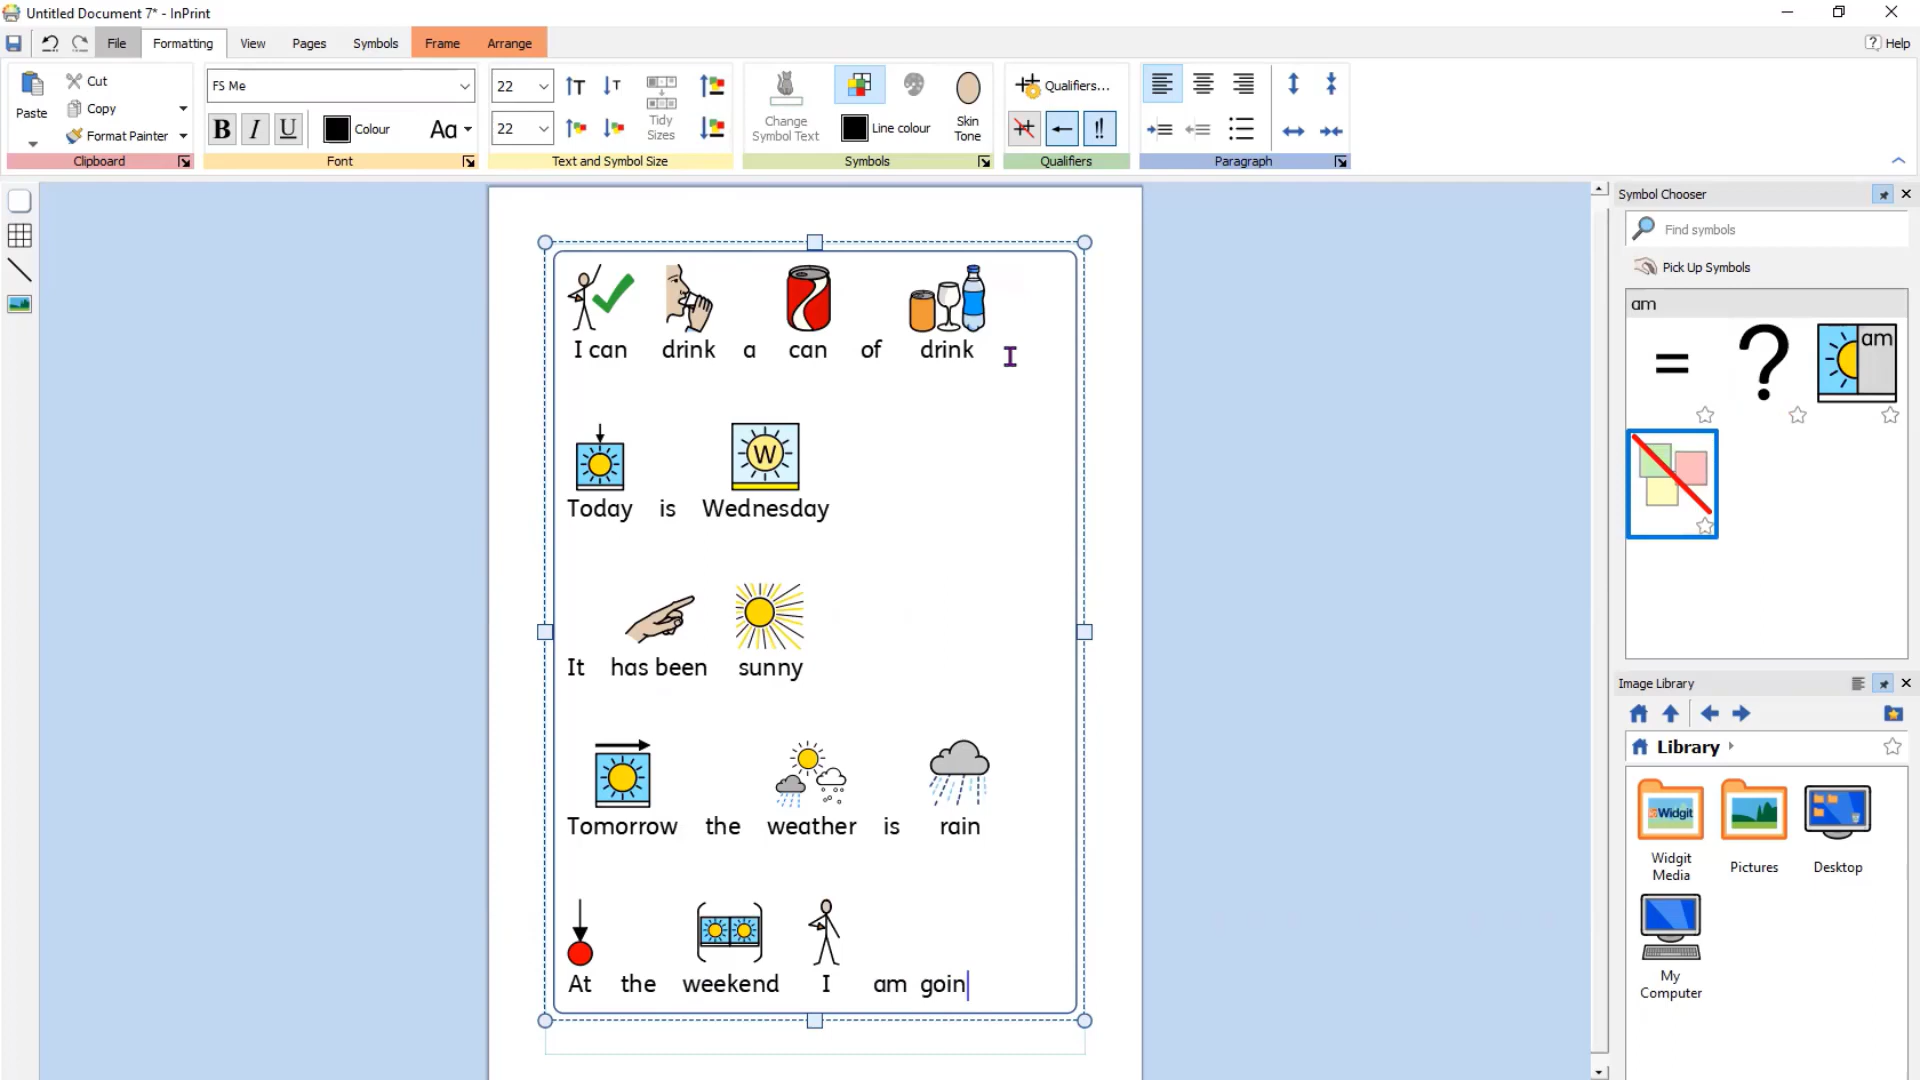 Untitled Document 7* - InPrint
File Formatting View Pages Symbols Frame Arrange Help
Paste
Cut
Copy
Format Painter
Clipboard
FS Me
B I U Colour Aa
Font
22
22
Tidy Sizes
Text and Symbol Size
Change Symbol Text
Line colour
Skin Tone
Symbols
Qualifiers...
Qualifiers
Paragraph
I can drink a can of drink
W
Today is Wednesday
It has been sunny
Tomorrow the weather is rain
At the weekend I am goin
Symbol Chooser
Find symbols
Pick Up Symbols
am
= ? am
Image Library
Library
Widgit
Widgit Media
Pictures
Desktop
My Computer